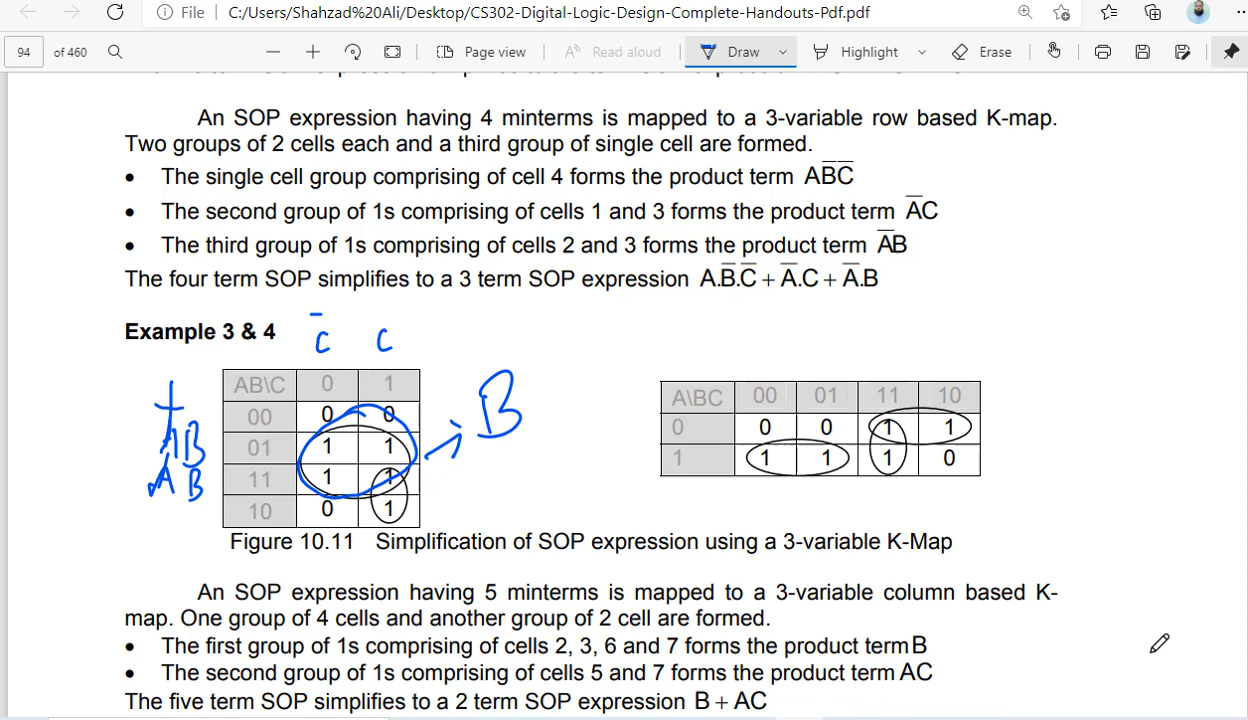 File C:/Users/Shahzad%20Ali/Desktop/CS302-Digital-Logic-Design-Complete-Handouts-Pdf.pdf
94 of 460 Page view Read aloud Draw Highlight Erase
An SOP expression having 4 minterms is mapped to a 3-variable row based K-map.
Two groups of 2 cells each and a third group of single cell are formed.
• The single cell group comprising of cell 4 forms the product term AB̅C̅
• The second group of 1s comprising of cells 1 and 3 forms the product term A̅C
• The third group of 1s comprising of cells 2 and 3 forms the product term A̅B
The four term SOP simplifies to a 3 term SOP expression A.B̅.C̅ + A̅.C + A̅.B
Example 3 & 4
C̅ C
AB\C 0 1
00 0 0
01 1 1
11 1 1
10 0 1
A B
A B
B
A\BC 00 01 11 10
0 0 0 1 1
1 1 1 1 0
Figure 10.11 Simplification of SOP expression using a 3-variable K-Map
An SOP expression having 5 minterms is mapped to a 3-variable column based K-
map. One group of 4 cells and another group of 2 cell are formed.
• The first group of 1s comprising of cells 2, 3, 6 and 7 forms the product term B
• The second group of 1s comprising of cells 5 and 7 forms the product term AC
The five term SOP simplifies to a 2 term SOP expression B + AC